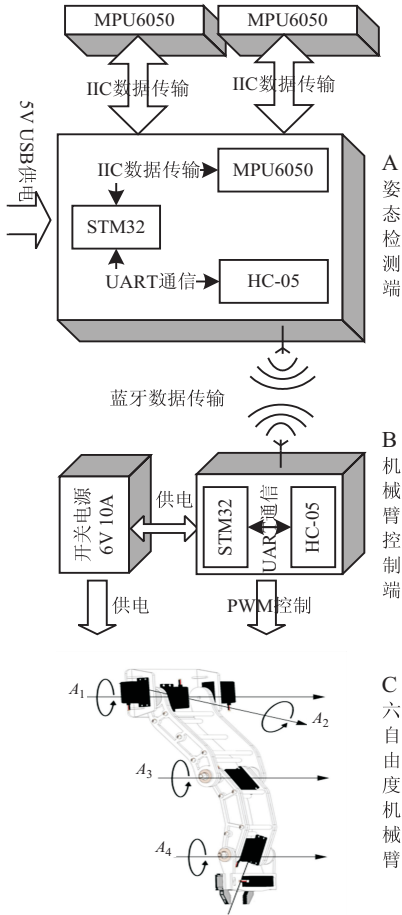 MPU6050
MPU6050
IIC数据传输
IIC数据传输
5V USB供电
IIC数据传输
MPU6050
STM32
UART通信
HC-05
A
姿态检测端
蓝牙数据传输
B
机械臂控制端
开关电源
6V 10A
供电
STM32
UART通信
HC-05
供电
PWM控制
C
六自由度机械臂
A1
A2
A3
A4